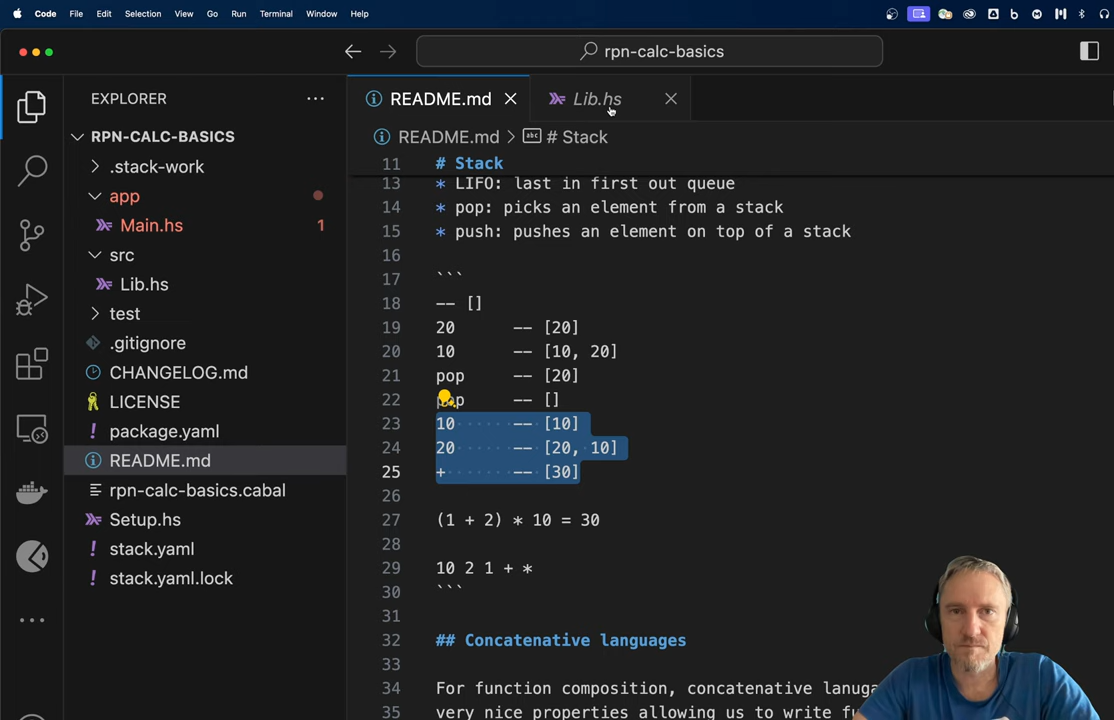 Code File Edit Selection View Go Run Terminal Window Help
rpn-calc-basics
EXPLORER
README.md
Lib.hs
RPN-CALC-BASICS
.stack-work
app
Main.hs 1
src
Lib.hs
test
.gitignore
CHANGELOG.md
LICENSE
package.yaml
README.md
rpn-calc-basics.cabal
Setup.hs
stack.yaml
stack.yaml.lock
README.md > # Stack
11 # Stack
13 * LIFO: last in first out queue
14 * pop: picks an element from a stack
15 * push: pushes an element on top of a stack
16
17 ```
18 -- []
19 20 -- [20]
20 10 -- [10, 20]
21 pop -- [20]
22 pop -- []
23 10 -- [10]
24 20 -- [20, 10]
25 + -- [30]
26
27 (1 + 2) * 10 = 30
28
29 10 2 1 + *
30 ```
31
32 ## Concatenative languages
33
34 For function composition, concatenative lanuga
35 very nice properties allowing us to write fu